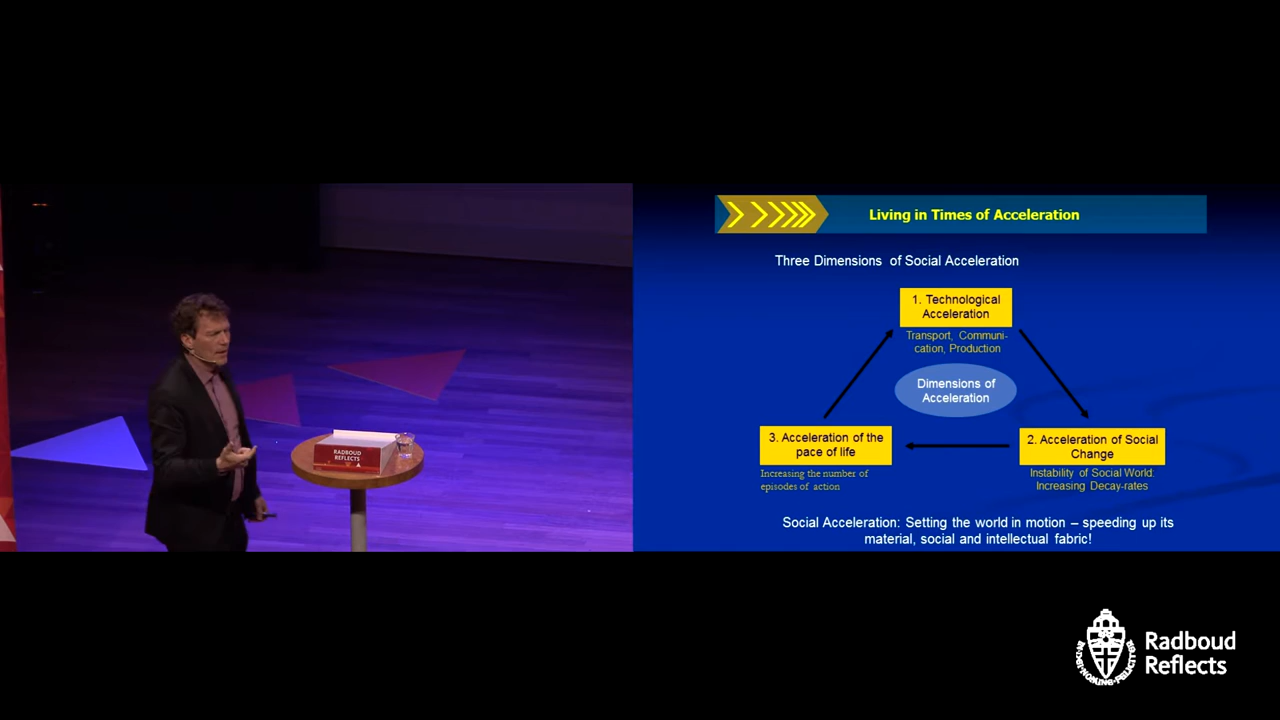 Living in Times of Acceleration
Three Dimensions of Social Acceleration
1. Technological
Acceleration
Transport, Communi-
cation, Production
Dimensions of
Acceleration
3. Acceleration of the
pace of life
Increasing the number of
episodes of action
2. Acceleration of Social
Change
Instability of Social World:
Increasing Decay-rates
Social Acceleration: Setting the world in motion – speeding up its
material, social and intellectual fabric!
RADBOUD
REFLECTS
Radboud
Reflects